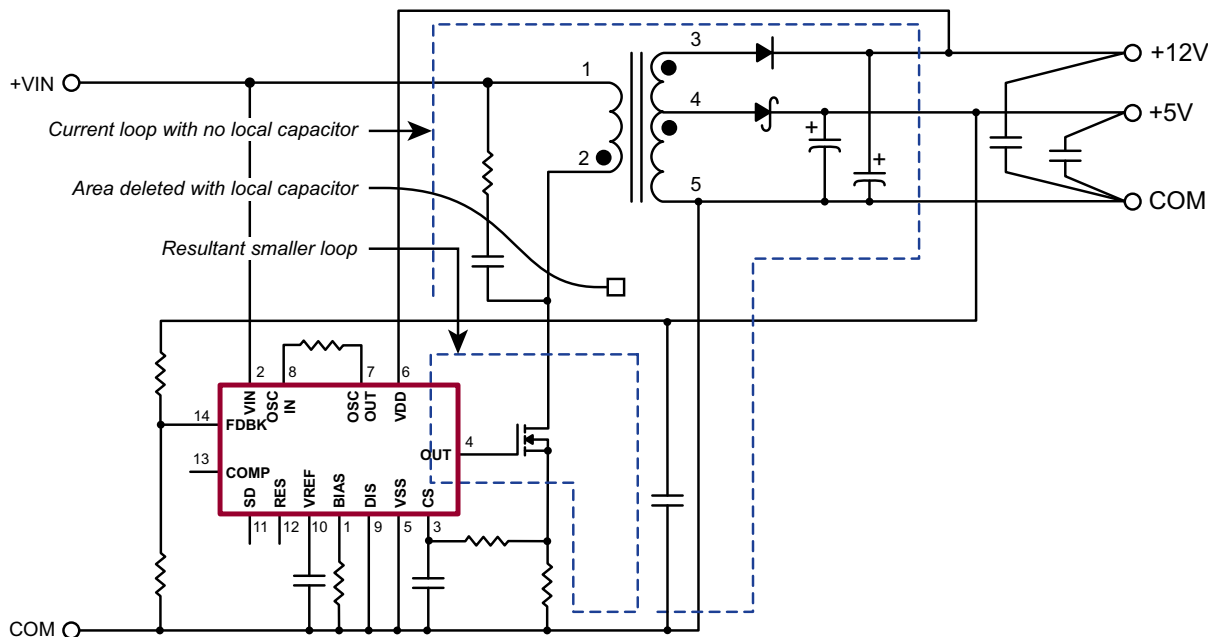 3
+12V
+VIN
1
4
+5V
Current loop with no local capacitor
+
2
+
Area deleted with local capacitor
5
COM
Resultant smaller loop
2
8
7
6
VIN
OSC IN
OSC OUT
VDD
14
FDBK
4
OUT
13
COMP
SD
RES
VREF
BIAS
DIS
VSS
CS
11
12
10
1
9
5
3
COM